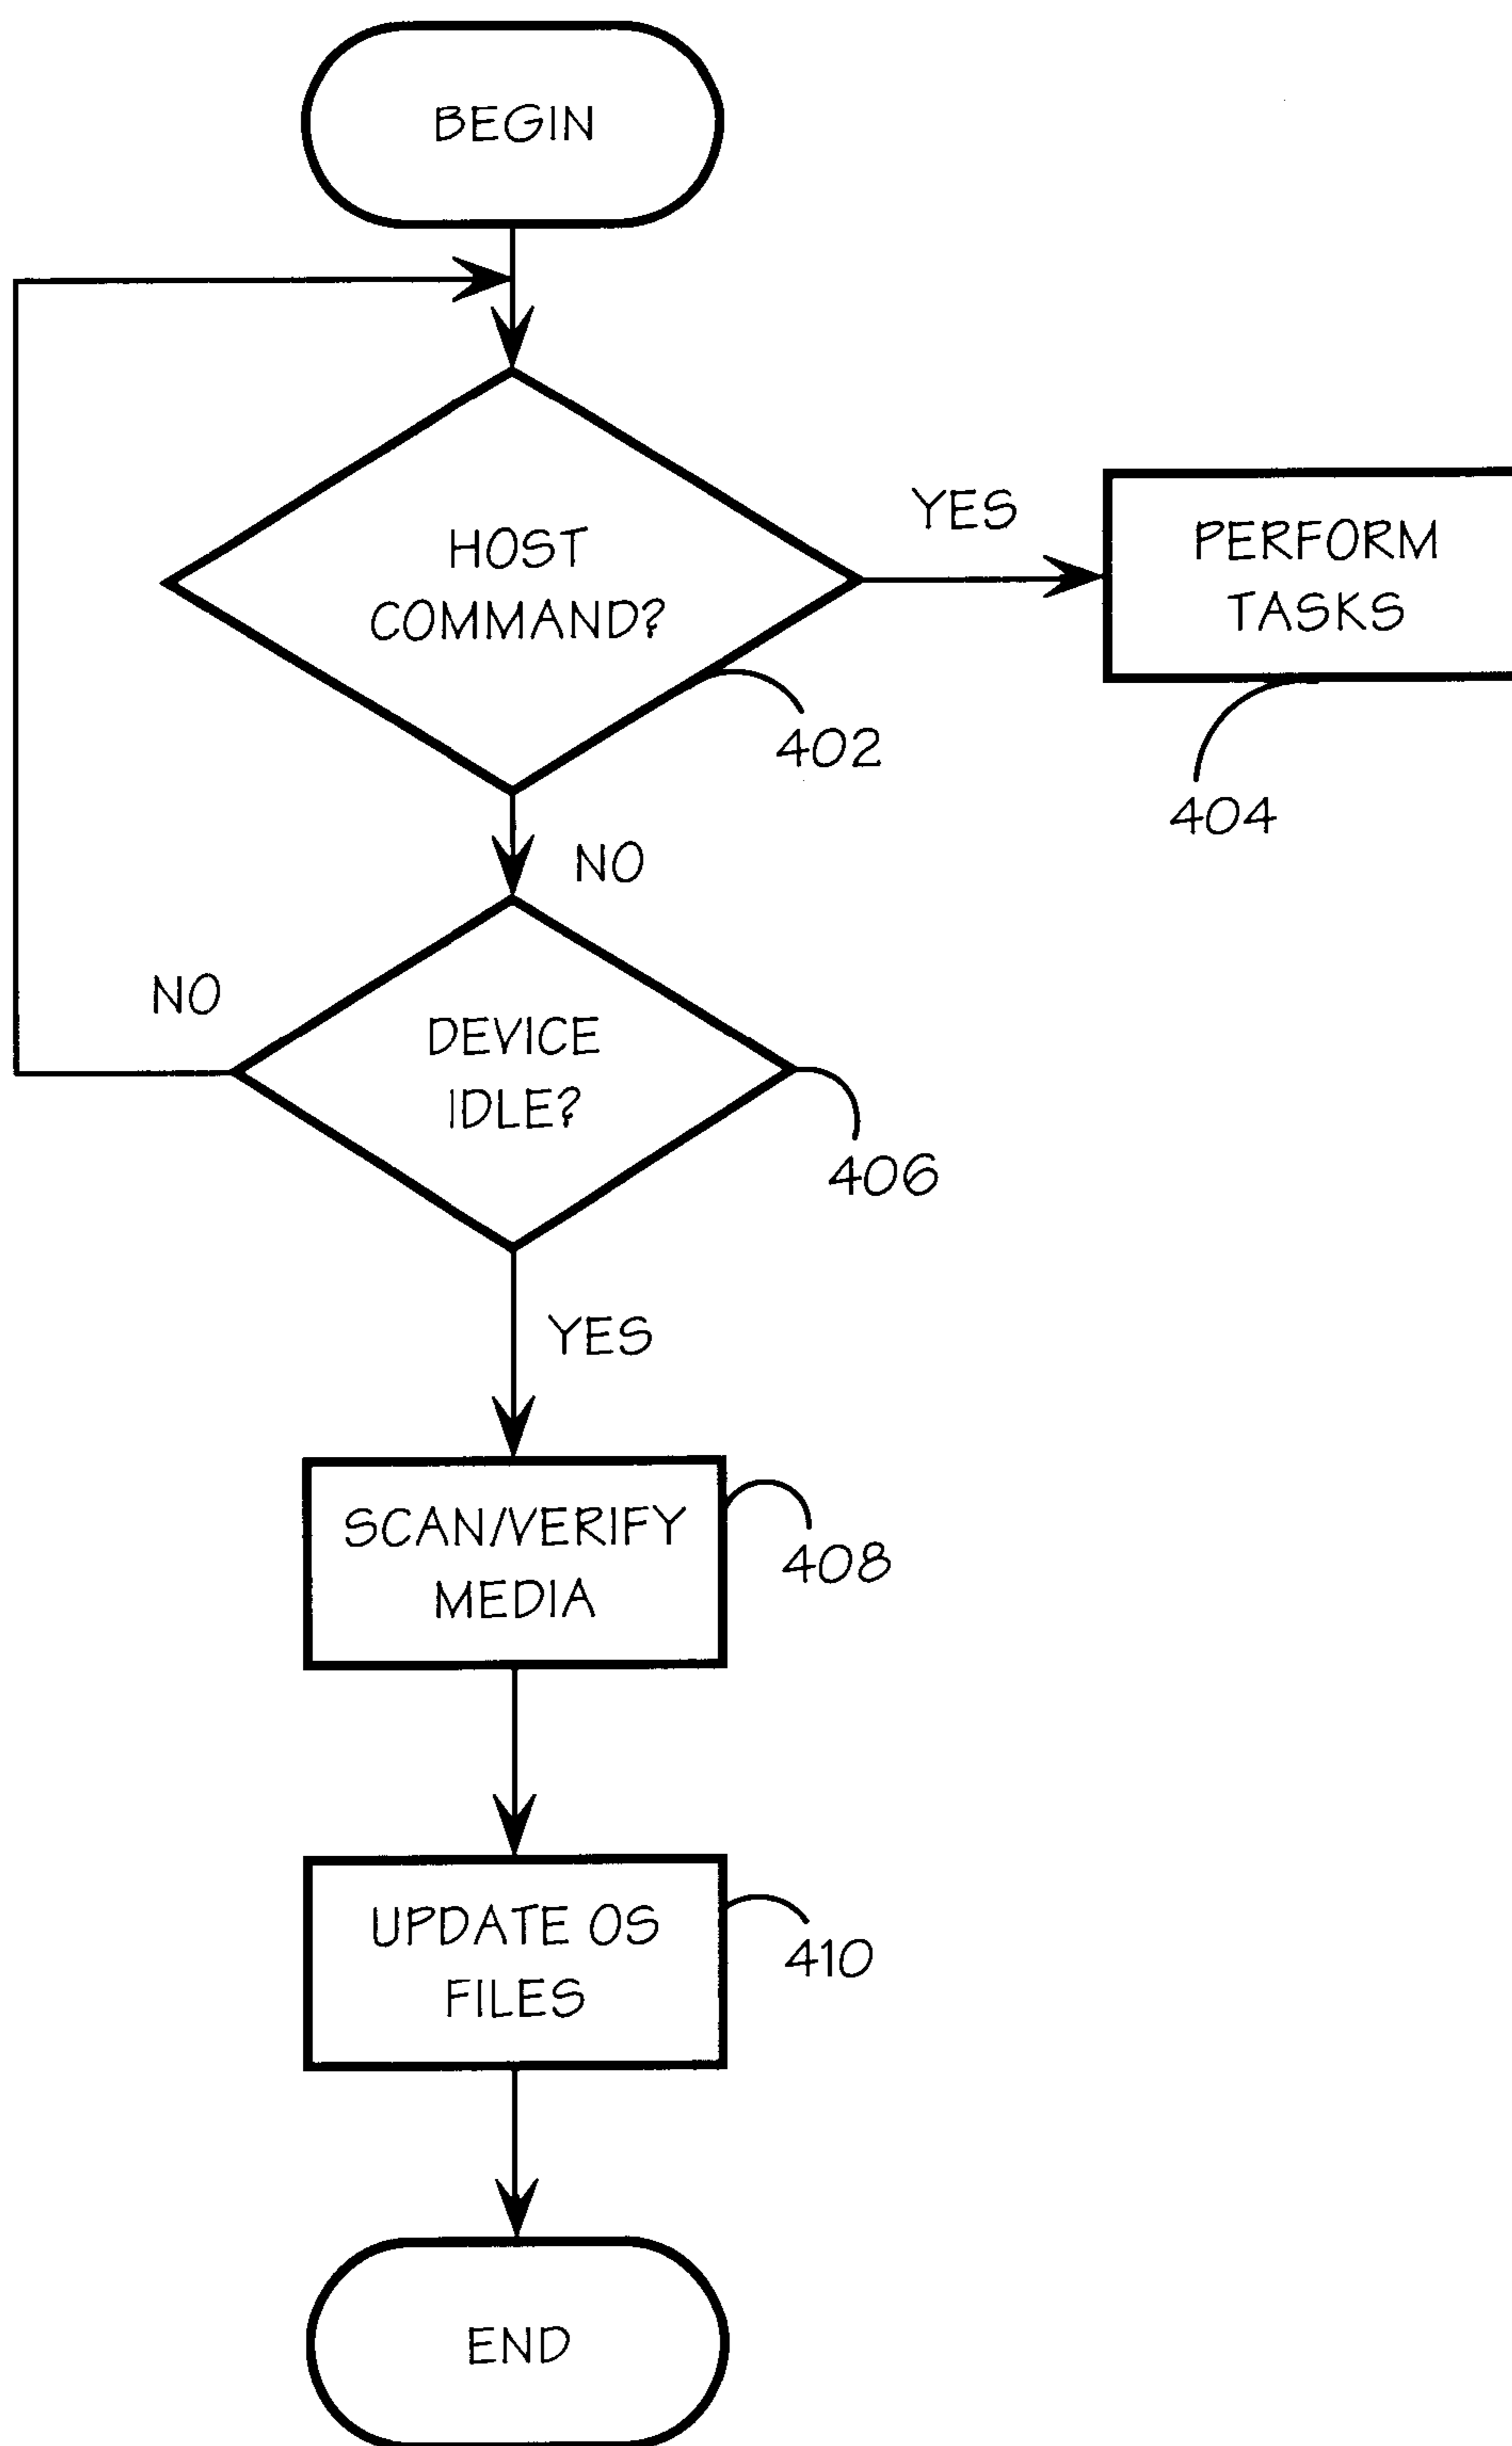 BEGIN
HOST
COMMAND?
YES
PERFORM
TASKS
402
404
NO
NO
DEVICE
IDLE?
406
YES
SCAN/VERIFY
MEDIA
408
UPDATE OS
FILES
410
END